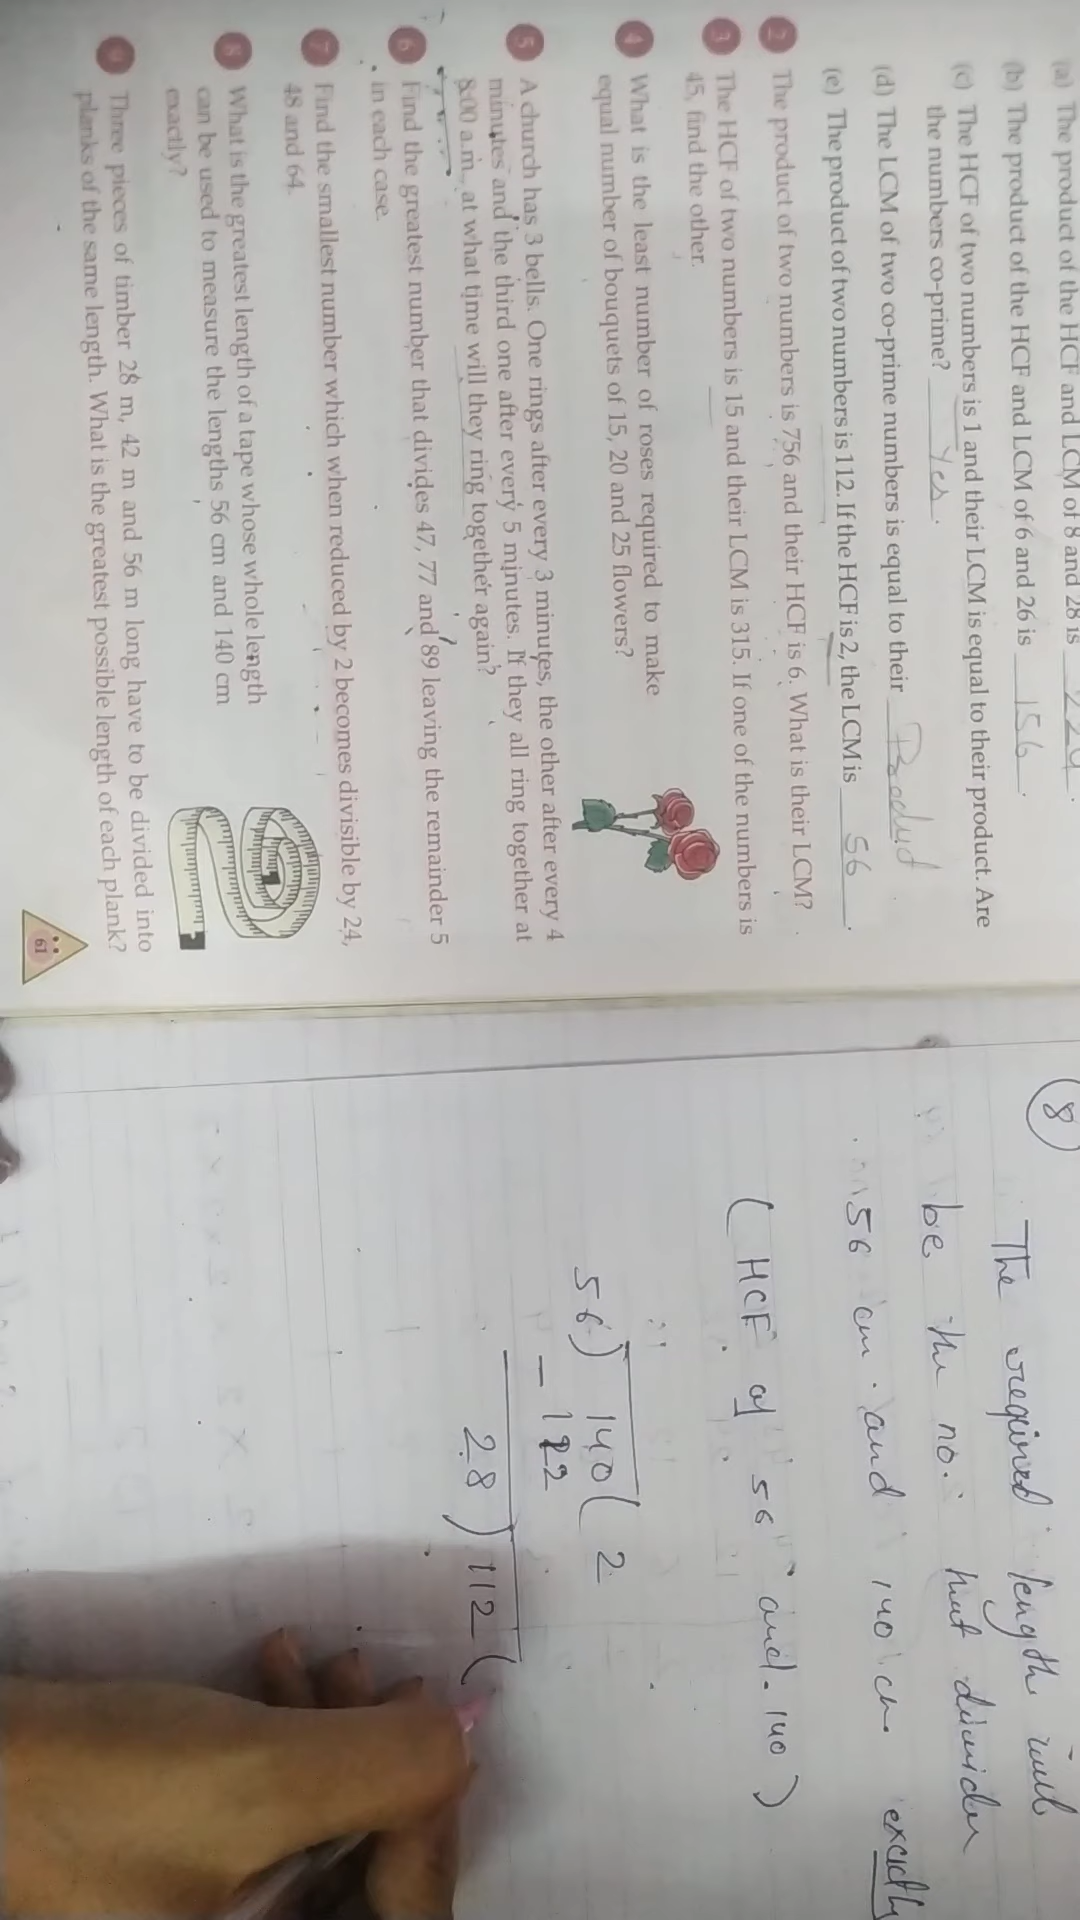 (a) The product of the HCF and LCM of 8 and 28 is 224.
(b) The product of the HCF and LCM of 6 and 26 is 156.
(c) The HCF of two numbers is 1 and their LCM is equal to their product. Are
the numbers co-prime? Yes.
(d) The LCM of two co-prime numbers is equal to their Product.
(e) The product of two numbers is 112. If the HCF is 2, the LCM is 56.
2 The product of two numbers is 756 and their HCF is 6. What is their LCM?
3 The HCF of two numbers is 15 and their LCM is 315. If one of the numbers is
45, find the other.
4 What is the least number of roses required to make
equal number of bouquets of 15, 20 and 25 flowers?
5 A church has 3 bells. One rings after every 3 minutes, the other after every 4
minutes and the third one after every 5 minutes. If they all ring together at
8:00 a.m., at what time will they ring together again?
6 Find the greatest number that divides 47, 77 and 89 leaving the remainder 5
in each case.
7 Find the smallest number which when reduced by 2 becomes divisible by 24,
48 and 64.
8 What is the greatest length of a tape whose whole length
can be used to measure the lengths 56 cm and 140 cm
exactly?
9 Three pieces of timber 28 m, 42 m and 56 m long have to be divided into
planks of the same length. What is the greatest possible length of each plank?
61
8
The required length will
be the no. that divides
56 cm and 140 cm exactly
(HCF of 56 and 140)
56) 140 ( 2
- 112
28 ) 112 (